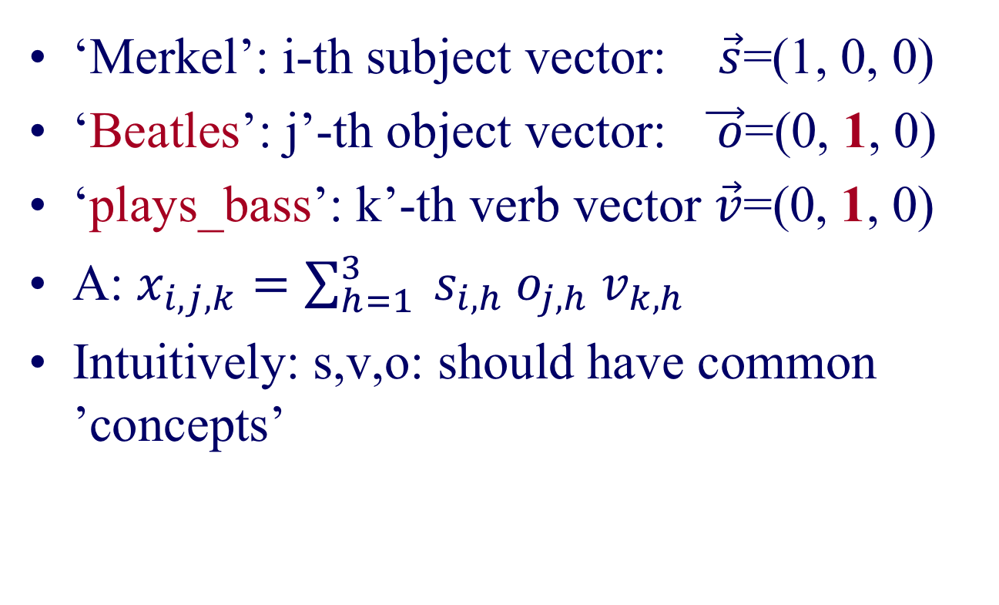 • ‘Merkel’: i-th subject vector: $\vec{s}$=(1, 0, 0)
• ‘Beatles’: j’-th object vector: $\overrightarrow{o}$=(0, 1, 0)
• ‘plays_bass’: k’-th verb vector $\vec{v}$=(0, 1, 0)
• A: $x_{i,j,k} = \sum_{h=1}^{3} s_{i,h} \, o_{j,h} \, v_{k,h}$
• Intuitively: s,v,o: should have common
’concepts’